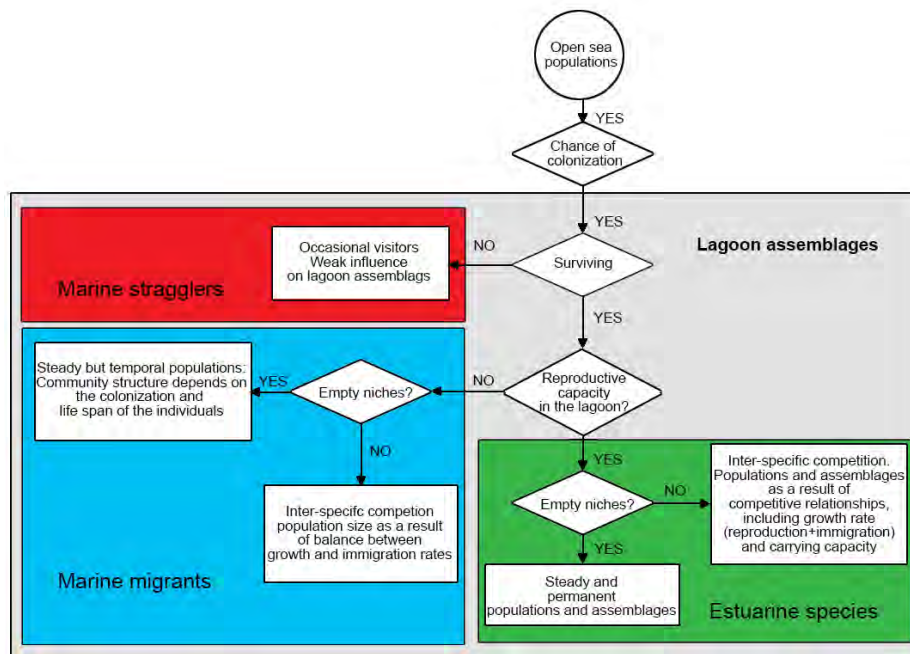 Open sea
populations
YES
Chance of
colonization
YES
Lagoon assemblages
Surviving
NO
Occasional visitors
Weak influence
on lagoon assemblags
Marine stragglers
YES
Reproductive
capacity
in the lagoon?
NO
Empty niches?
YES
Steady but temporal populations:
Community structure depends on
the colonization and
life span of the individuals
NO
Inter-specifc competion
population size as a result
of balance between
growth and immigration rates
Marine migrants
YES
Empty niches?
NO
Inter-specific competition.
Populations and assemblages
as a result of
competitive relationships,
including growth rate
(reproduction+immigration)
and carrying capacity
YES
Steady and
permanent
populations and assemblages
Estuarine species